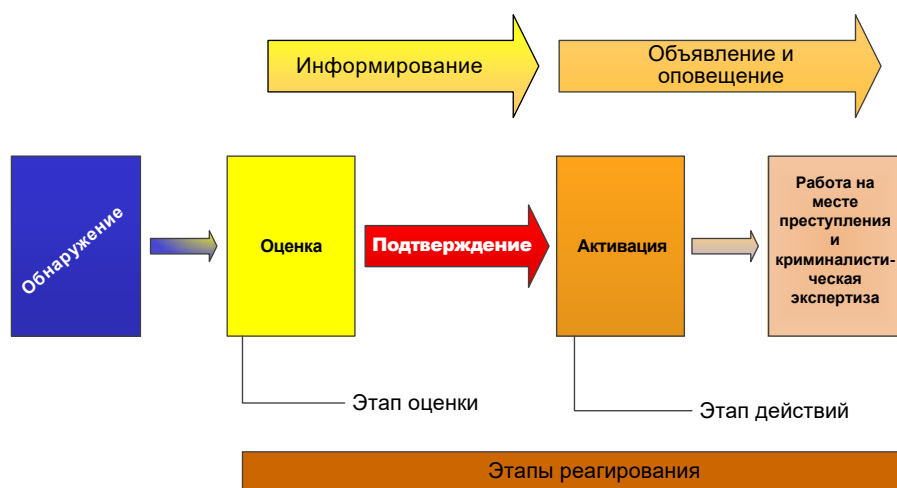 Информирование
Объявление и
оповещение
Обнаружение
Оценка
Подтверждение
Активация
Работа на
месте
преступления
и
криминалисти-
ческая
экспертиза
Этап оценки
Этап действий
Этапы реагирования